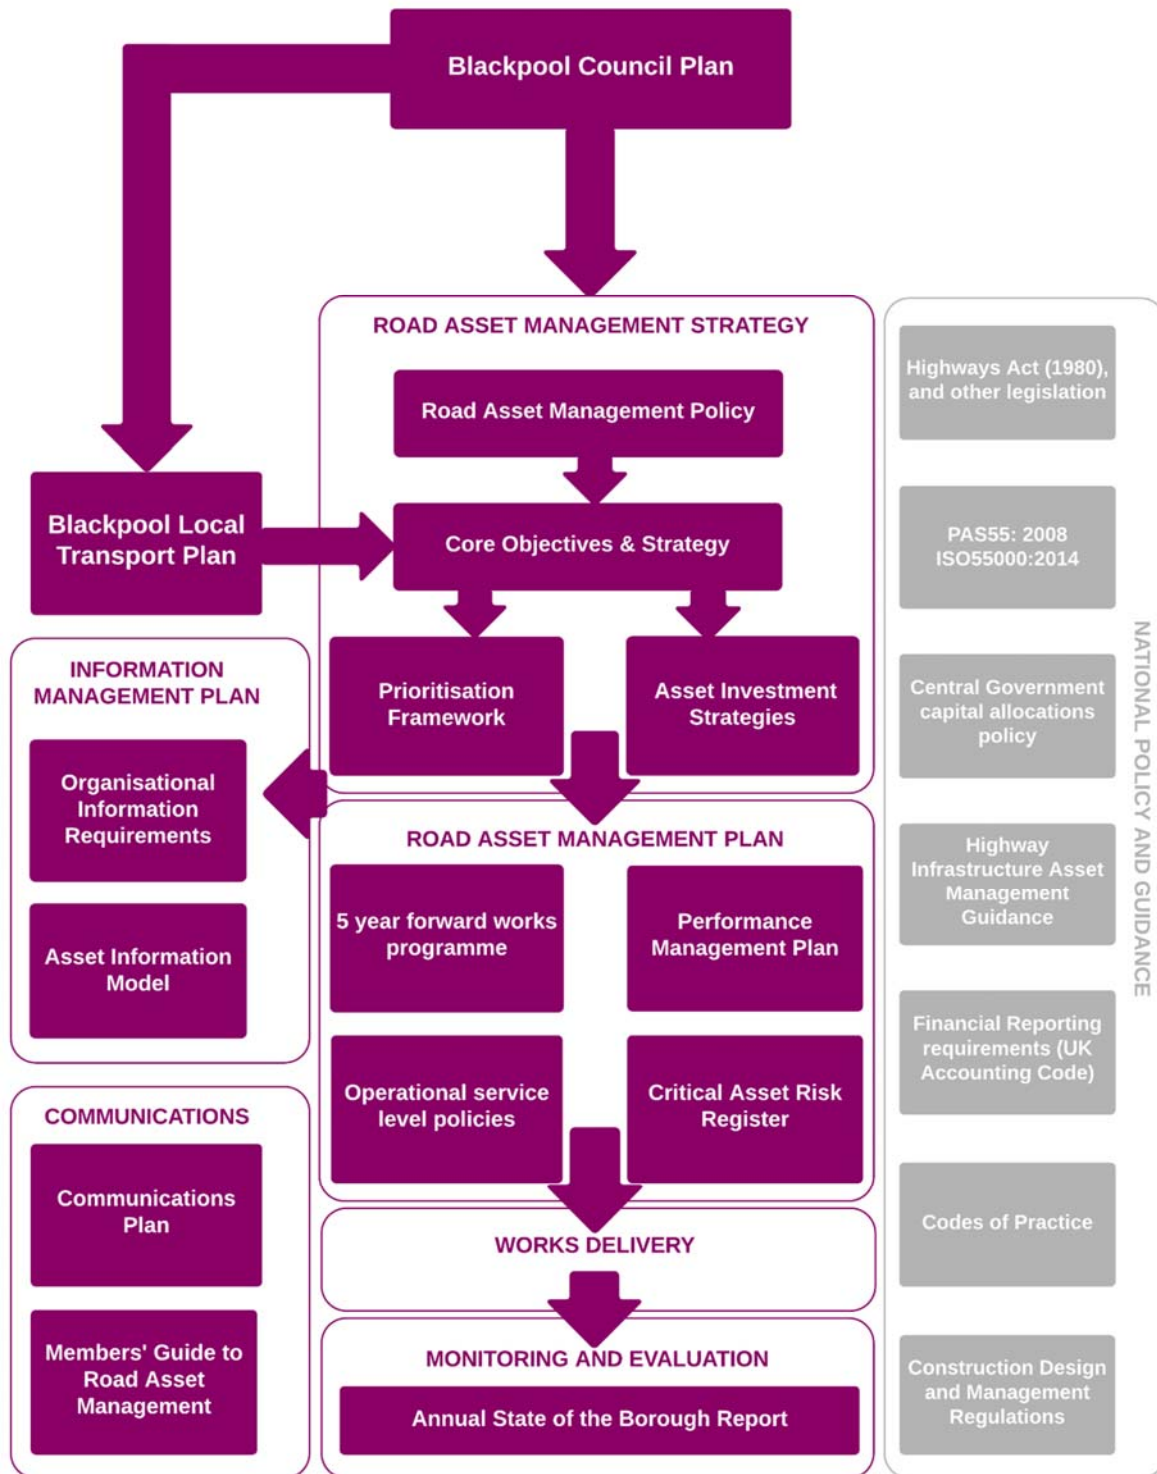 Blackpool Council Plan
ROAD ASSET MANAGEMENT STRATEGY
Road Asset Management Policy
Blackpool Local
Transport Plan
Core Objectives & Strategy
Prioritisation
Framework
Asset Investment
Strategies
INFORMATION
MANAGEMENT PLAN
Organisational
Information
Requirements
Asset Information
Model
ROAD ASSET MANAGEMENT PLAN
5 year forward works
programme
Performance
Management Plan
Operational service
level policies
Critical Asset Risk
Register
COMMUNICATIONS
Communications
Plan
Members' Guide to
Road Asset
Management
WORKS DELIVERY
MONITORING AND EVALUATION
Annual State of the Borough Report
NATIONAL POLICY AND GUIDANCE
Highways Act (1980),
and other legislation
PAS55: 2008
ISO55000:2014
Central Government
capital allocations
policy
Highway
Infrastructure Asset
Management
Guidance
Financial Reporting
requirements (UK
Accounting Code)
Codes of Practice
Construction Design
and Management
Regulations